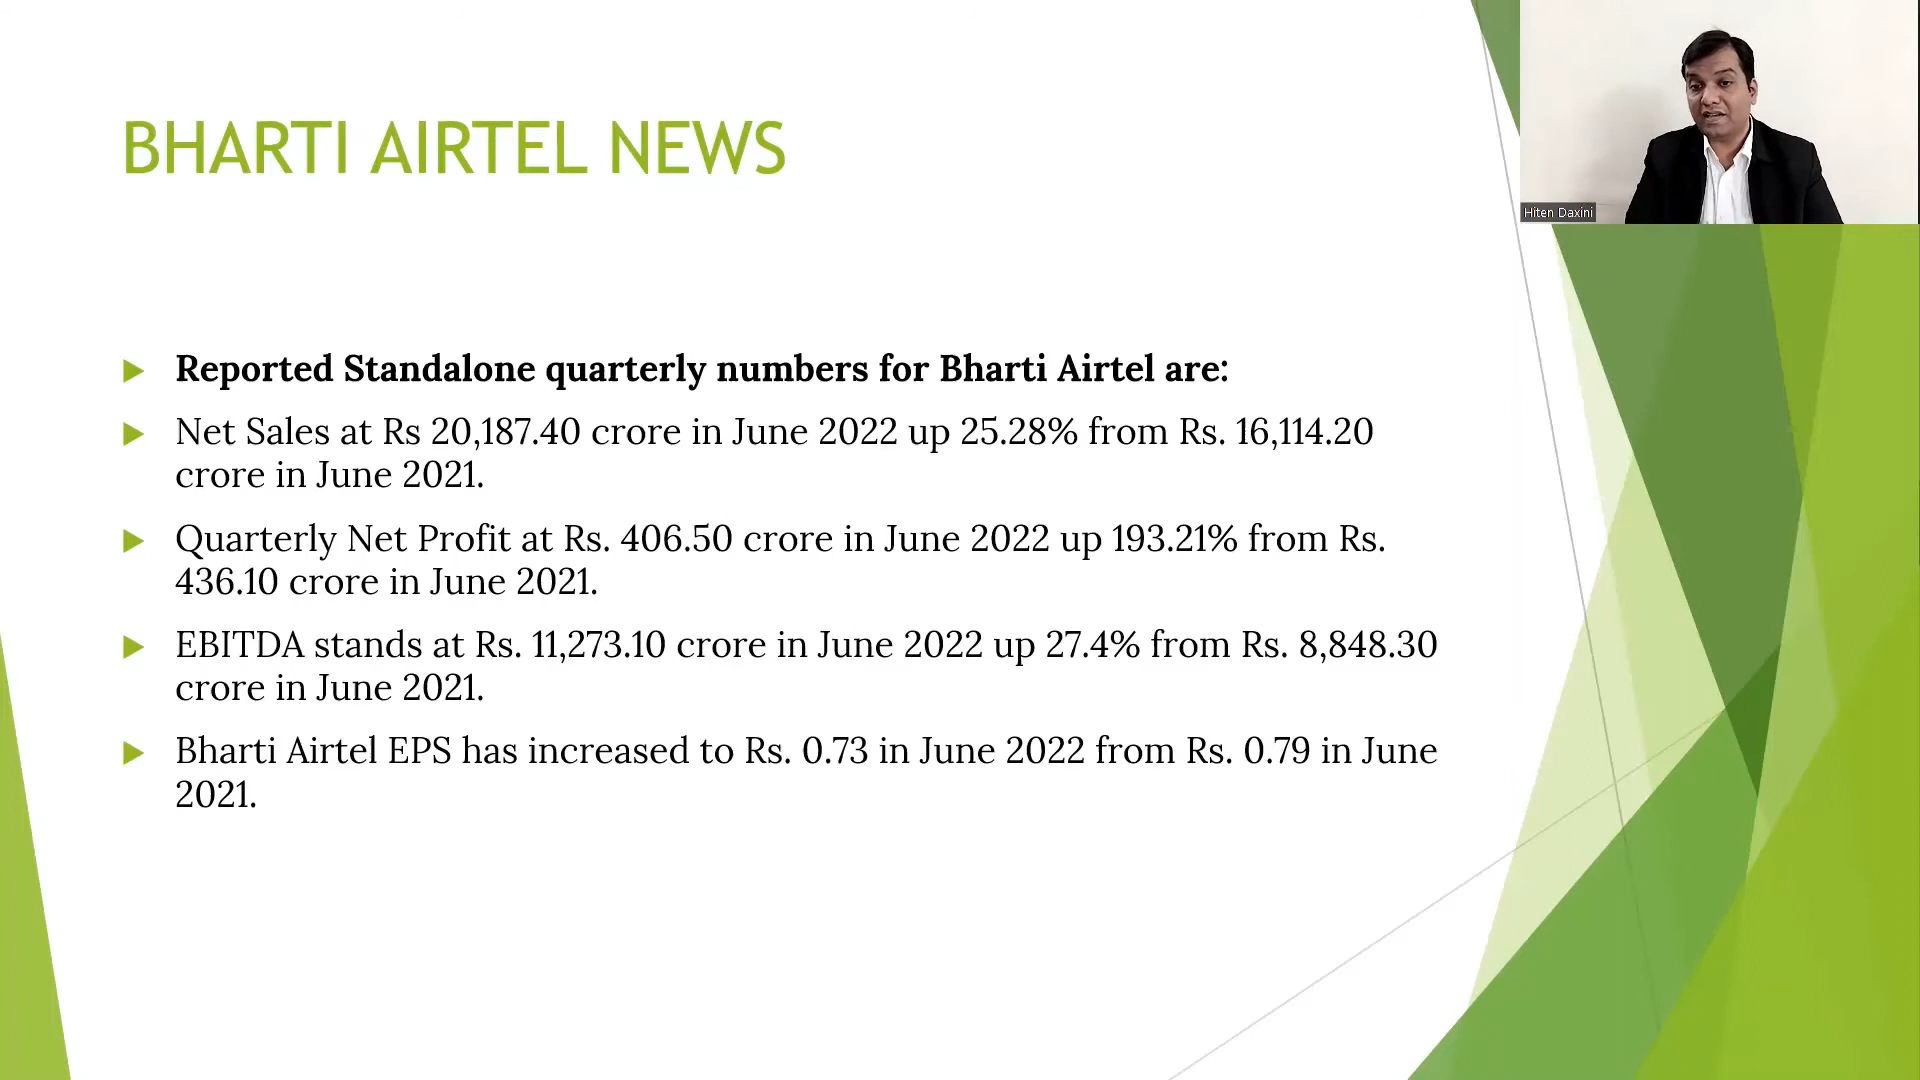 BHARTI AIRTEL NEWS
Hiten Daxini
Reported Standalone quarterly numbers for Bharti Airtel are:
Net Sales at Rs 20,187.40 crore in June 2022 up 25.28% from Rs. 16,114.20
crore in June 2021.
Quarterly Net Profit at Rs. 406.50 crore in June 2022 up 193.21% from Rs.
436.10 crore in June 2021.
EBITDA stands at Rs. 11,273.10 crore in June 2022 up 27.4% from Rs. 8,848.30
crore in June 2021.
Bharti Airtel EPS has increased to Rs. 0.73 in June 2022 from Rs. 0.79 in June
2021.